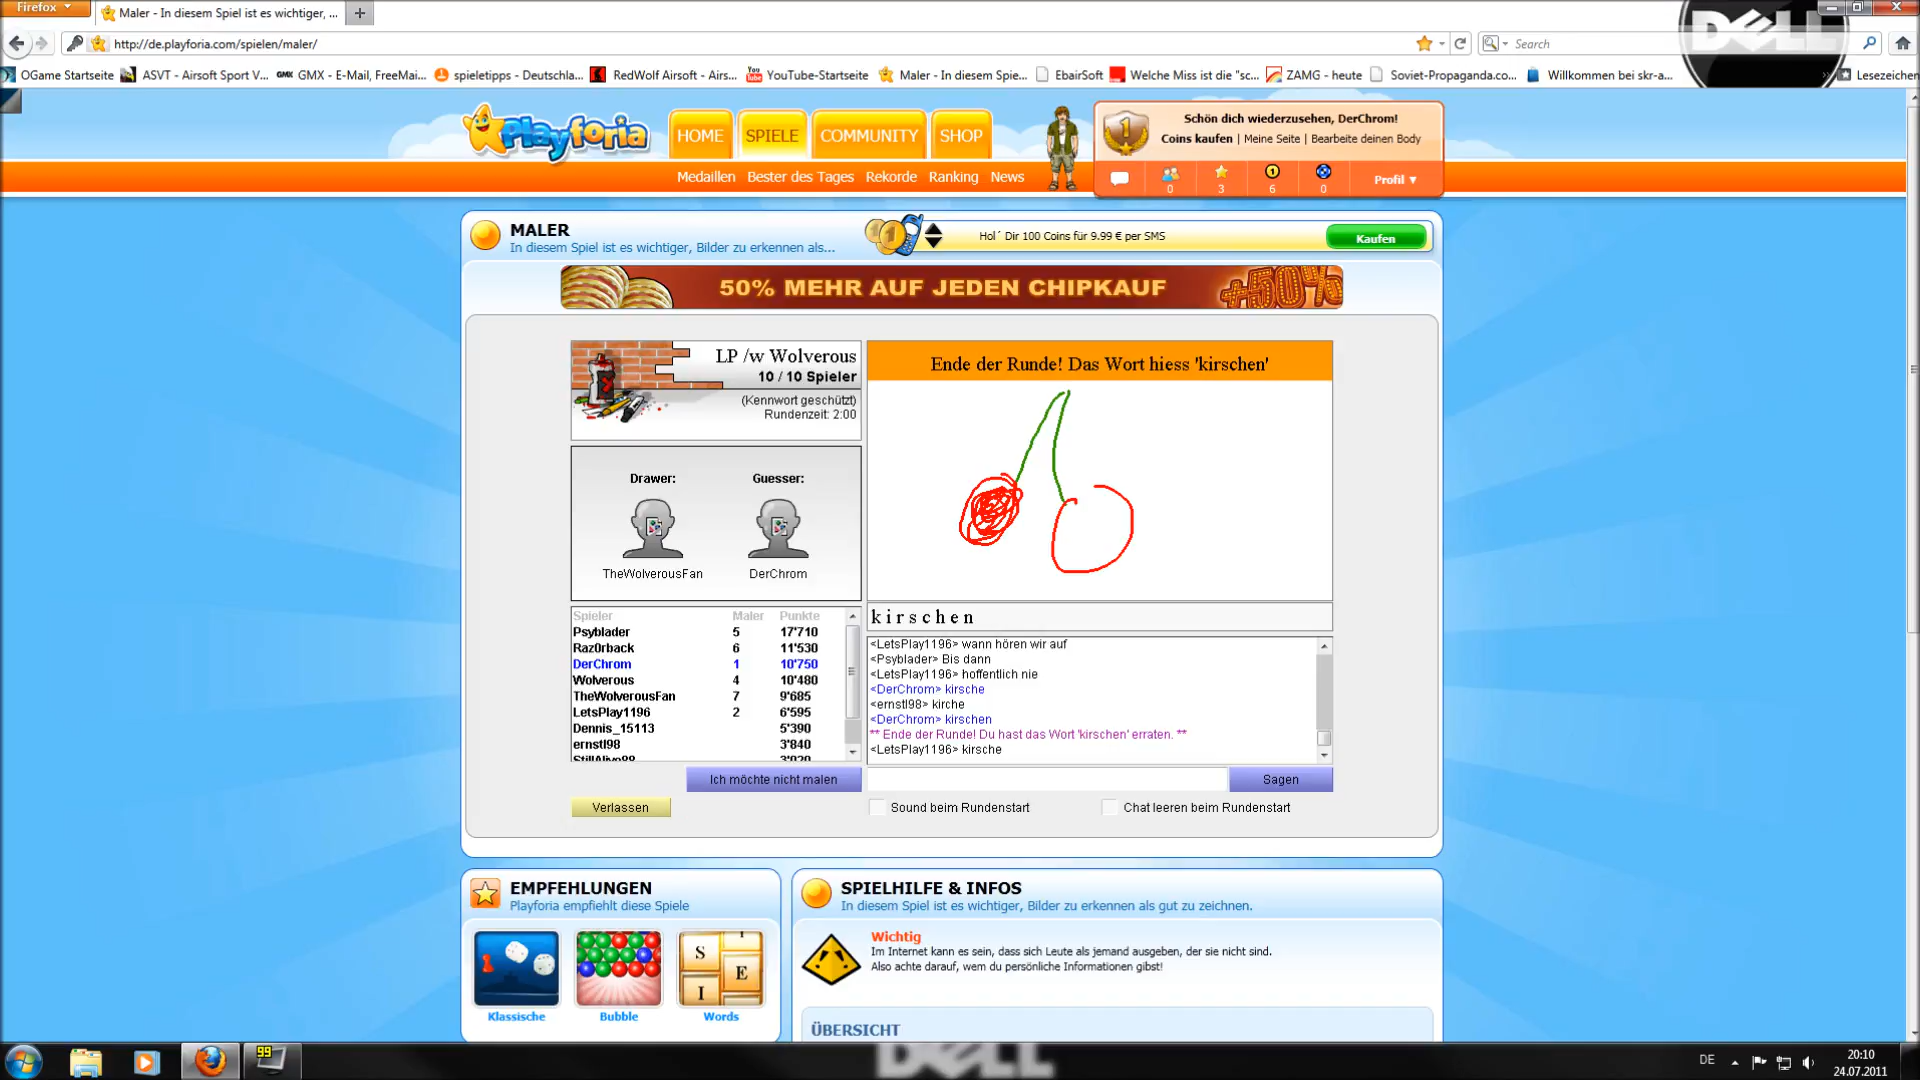 Firefox
Maler - In diesem Spiel ist es wichtiger, ...
http://de.playforia.com/spielen/maler/
Search
DELL
OGame Startseite
ASVT - Airsoft Sport V...
GMX GMX - E-Mail, FreeMai...
spieletipps - Deutschla...
RedWolf Airsoft - Airs...
YouTube-Startseite
Maler - In diesem Spie...
EbairSoft
Welche Miss ist die "sc...
ZAMG - heute
Soviet-Propaganda.co...
Willkommen bei skr-a...
Lesezeichen
Playforia
HOME
SPIELE
COMMUNITY
SHOP
Medaillen
Bester des Tages
Rekorde
Ranking
News
1
Schön dich wiederzusehen, DerChrom!
Coins kaufen | Meine Seite | Bearbeite deinen Body
0
3
6
0
Profil ▼
MALER
In diesem Spiel ist es wichtiger, Bilder zu erkennen als...
Hol´ Dir 100 Coins für 9.99 € per SMS
Kaufen
50% MEHR AUF JEDEN CHIPKAUF
+50%
LP /w Wolverous
10 / 10 Spieler
(Kennwort geschützt)
Rundenzeit: 2:00
Ende der Runde! Das Wort hiess 'kirschen'
Drawer:
Guesser:
TheWolverousFan
DerChrom
Spieler Maler Punkte
Psyblader 5 17'710
Raz0rback 6 11'530
DerChrom 1 10'750
Wolverous 4 10'480
TheWolverousFan 7 9'685
LetsPlay1196 2 6'595
Dennis_15113 5'390
ernstl98 3'840
StillAlive88 3'020
kirschen
<LetsPlay1196> wann hören wir auf
<Psyblader> Bis dann
<LetsPlay1196> hoffentlich nie
<DerChrom> kirsche
<ernstl98> kirche
<DerChrom> kirschen
** Ende der Runde! Du hast das Wort 'kirschen' erraten. **
<LetsPlay1196> kirsche
Ich möchte nicht malen
Sagen
Verlassen
Sound beim Rundenstart
Chat leeren beim Rundenstart
EMPFEHLUNGEN
Playforia empfiehlt diese Spiele
S
E
I
Klassische
Bubble
Words
SPIELHILFE & INFOS
In diesem Spiel ist es wichtiger, Bilder zu erkennen als gut zu zeichnen.
Wichtig
Im Internet kann es sein, dass sich Leute als jemand ausgeben, der sie nicht sind.
Also achte darauf, wem du persönliche Informationen gibst!
ÜBERSICHT
99
DELL
DE
20:10
24.07.2011